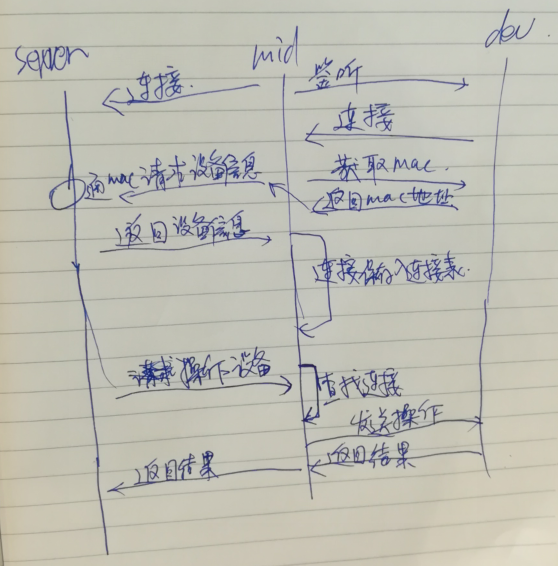 server mid dev
连接. 监听
连接
获取mac.
通mac请求设备信息 返回mac地址
返回设备信息
连接保存入连接表.
请求操作设备 查找连接
发送操作
返回结果 返回结果